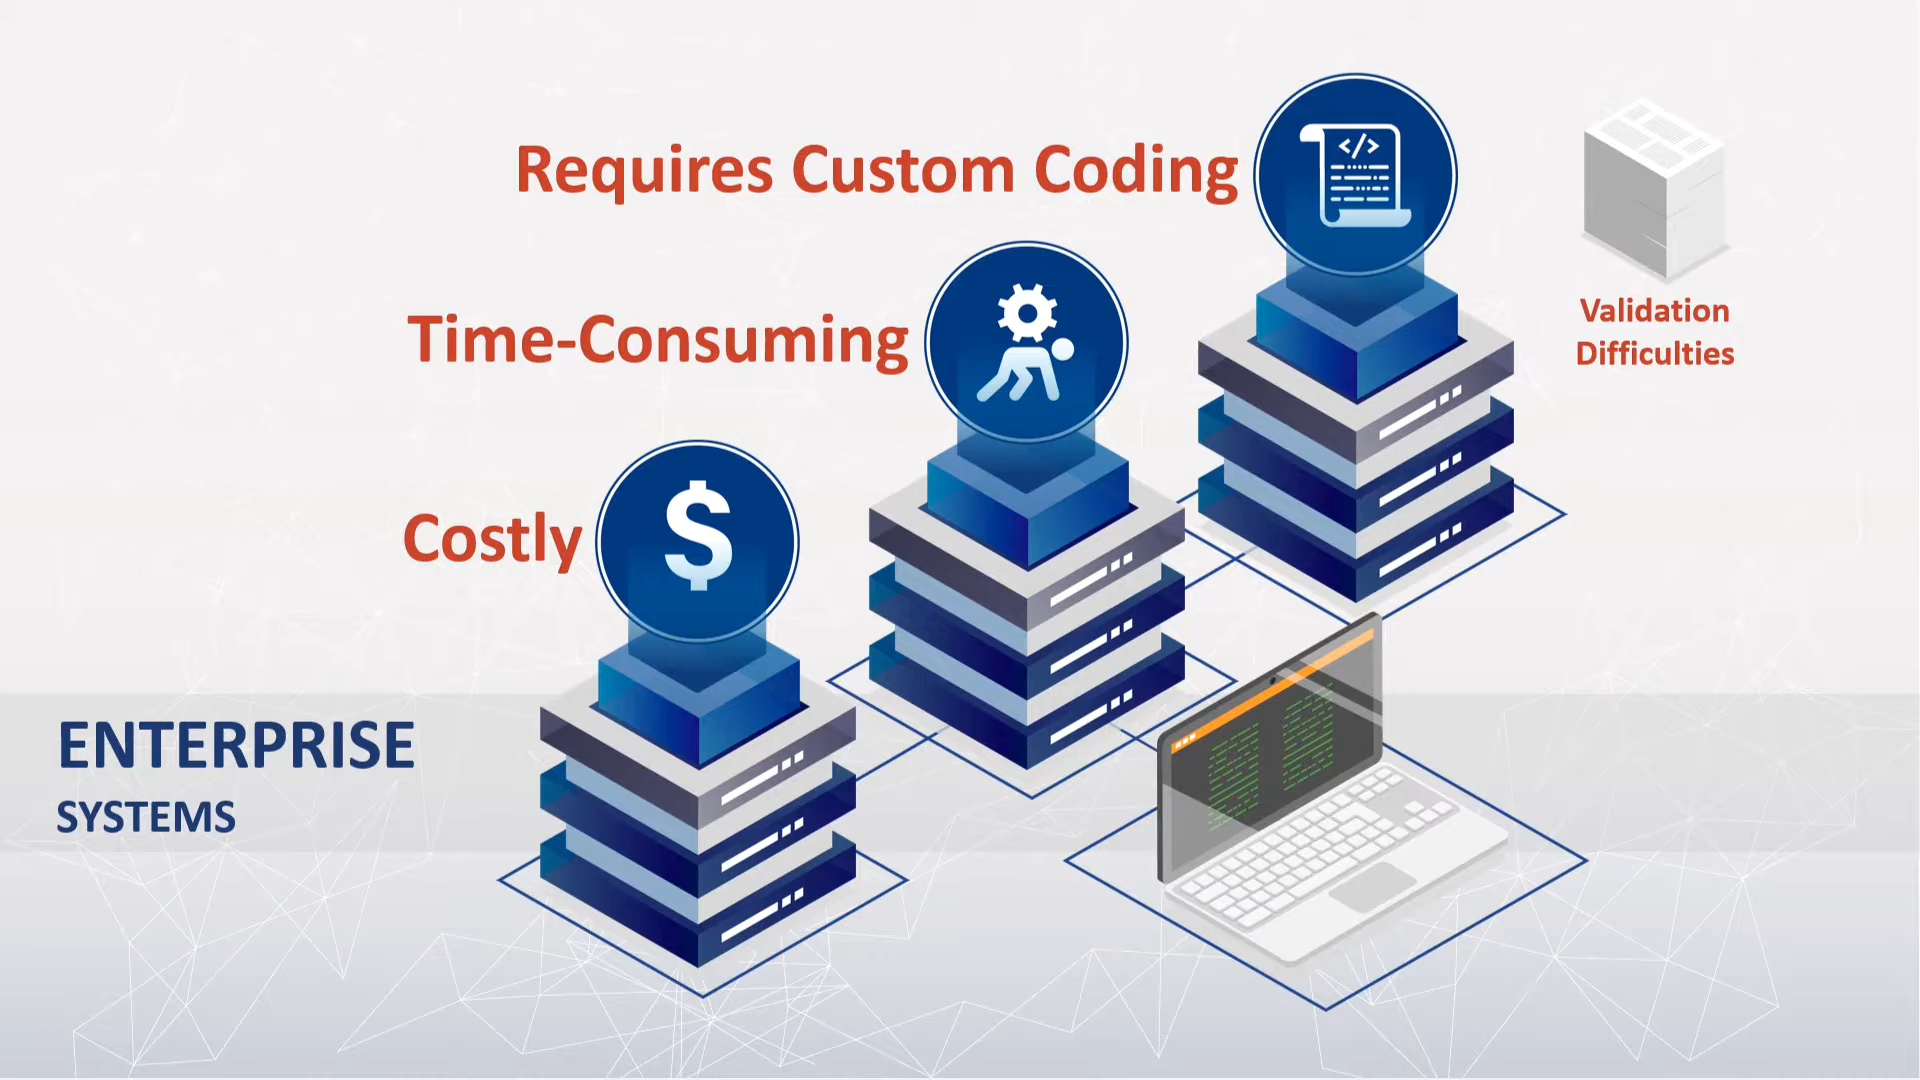 Requires Custom Coding
</>
Validation
Difficulties
Time-Consuming
$
Costly
ENTERPRISE
SYSTEMS